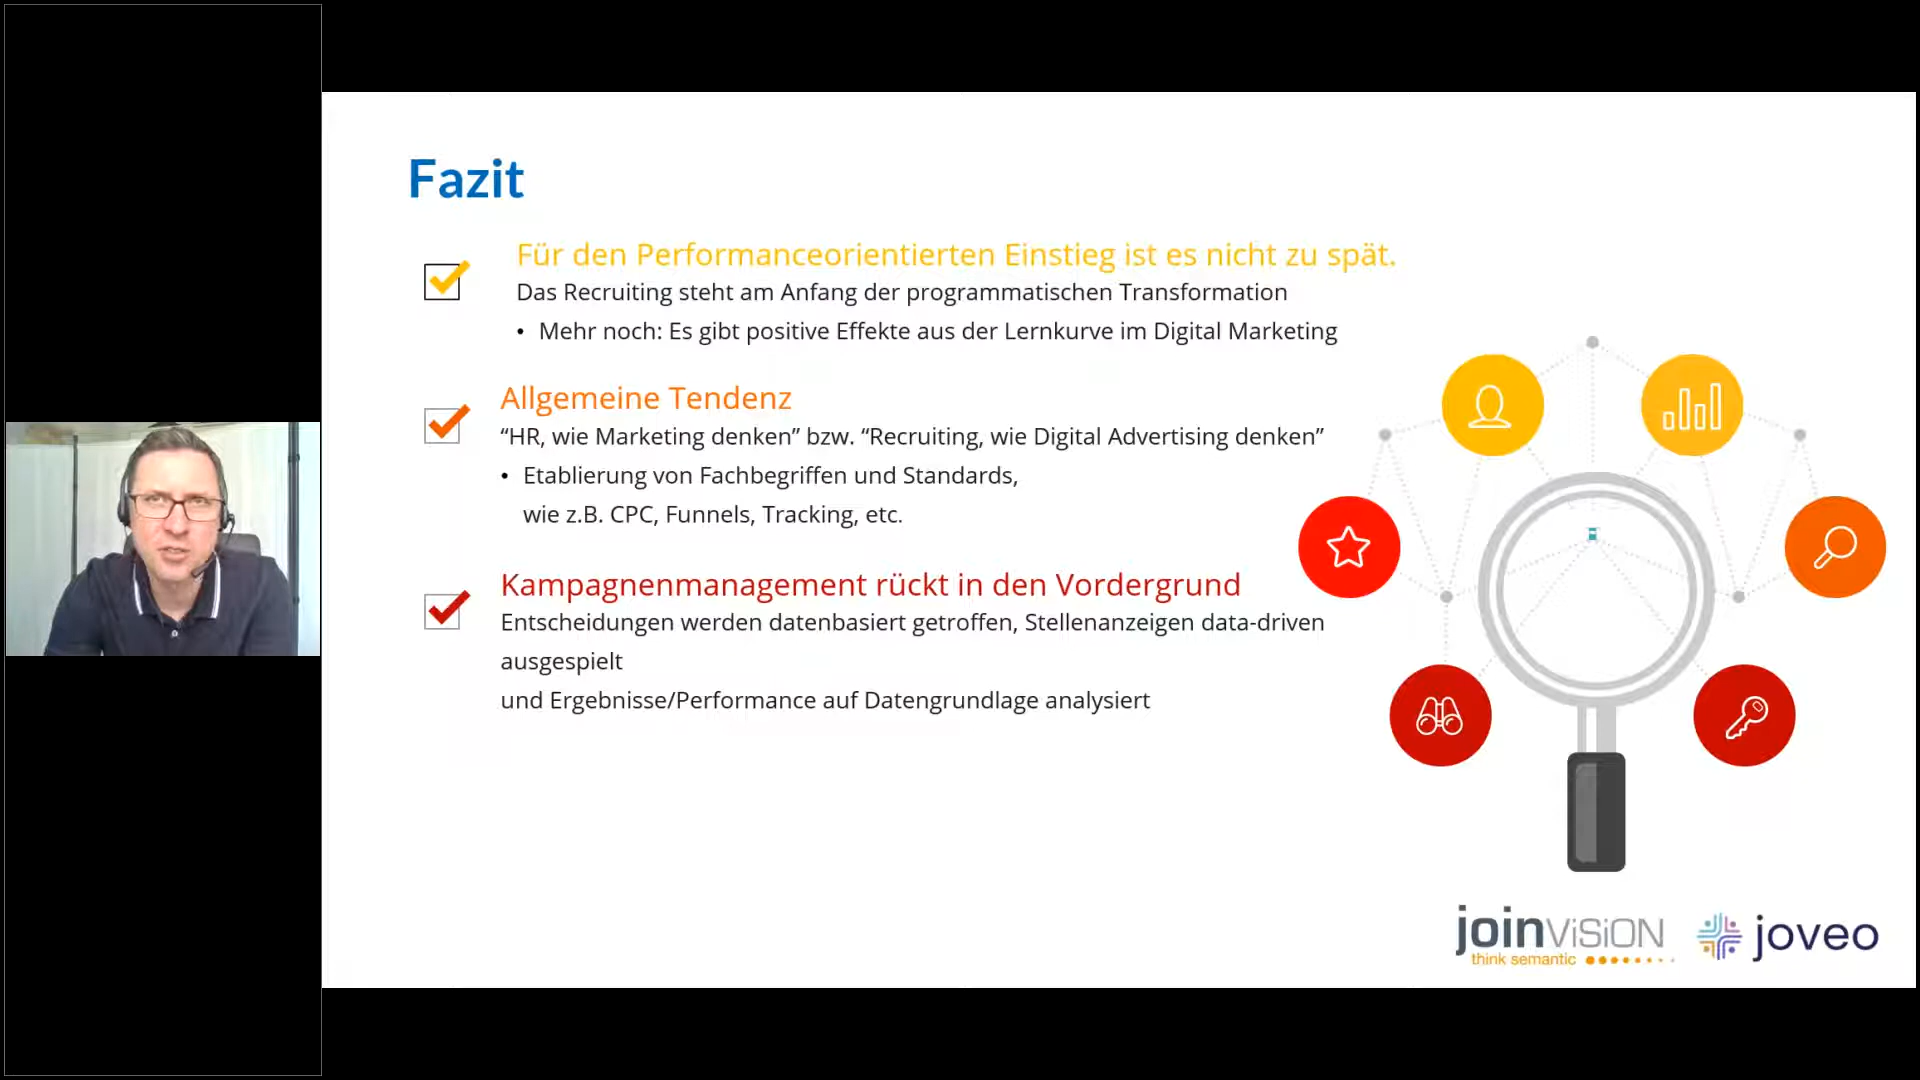 Fazit
Für den Performanceorientierten Einstieg ist es nicht zu spät.
Das Recruiting steht am Anfang der programmatischen Transformation
• Mehr noch: Es gibt positive Effekte aus der Lernkurve im Digital Marketing
Allgemeine Tendenz
“HR, wie Marketing denken” bzw. “Recruiting, wie Digital Advertising denken”
• Etablierung von Fachbegriffen und Standards,
wie z.B. CPC, Funnels, Tracking, etc.
Kampagnenmanagement rückt in den Vordergrund
Entscheidungen werden datenbasiert getroffen, Stellenanzeigen data-driven
ausgespielt
und Ergebnisse/Performance auf Datengrundlage analysiert
joinViSiON
think semantic
joveo